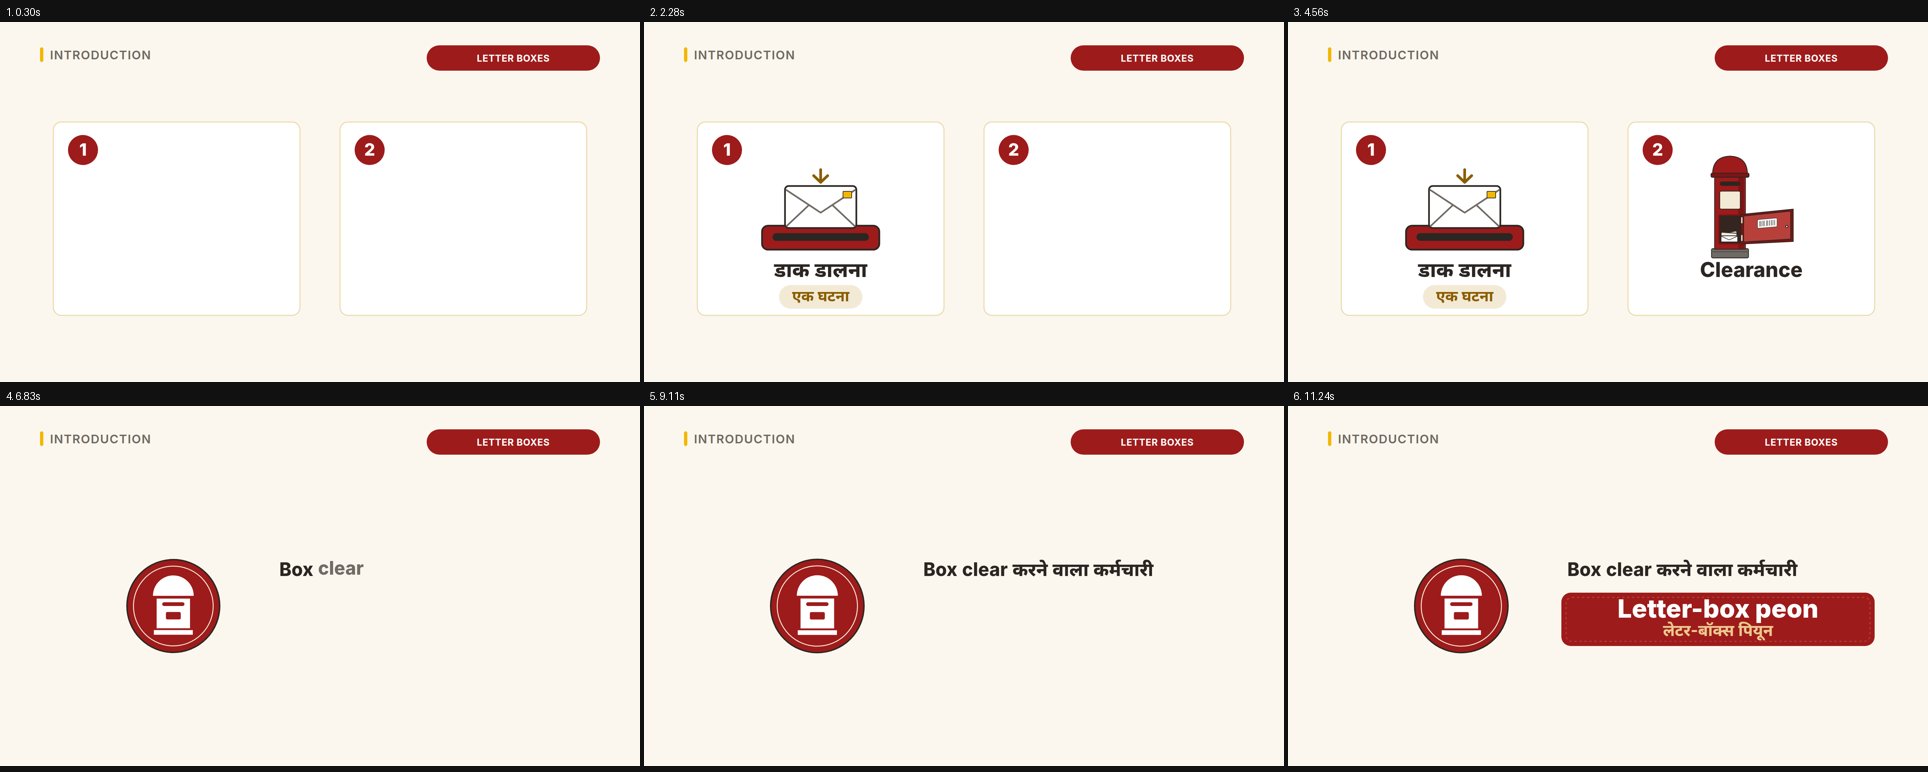 1. 0.30s
INTRODUCTION
LETTER BOXES
1
2
2. 2.28s
INTRODUCTION
LETTER BOXES
1
डाक डालना
एक घटना
2
3. 4.56s
INTRODUCTION
LETTER BOXES
1
डाक डालना
एक घटना
2
Clearance
4. 6.83s
INTRODUCTION
LETTER BOXES
Box clear
5. 9.11s
INTRODUCTION
LETTER BOXES
Box clear करने वाला कर्मचारी
6. 11.24s
INTRODUCTION
LETTER BOXES
Box clear करने वाला कर्मचारी
Letter-box peon
लेटर-बॉक्स पियून